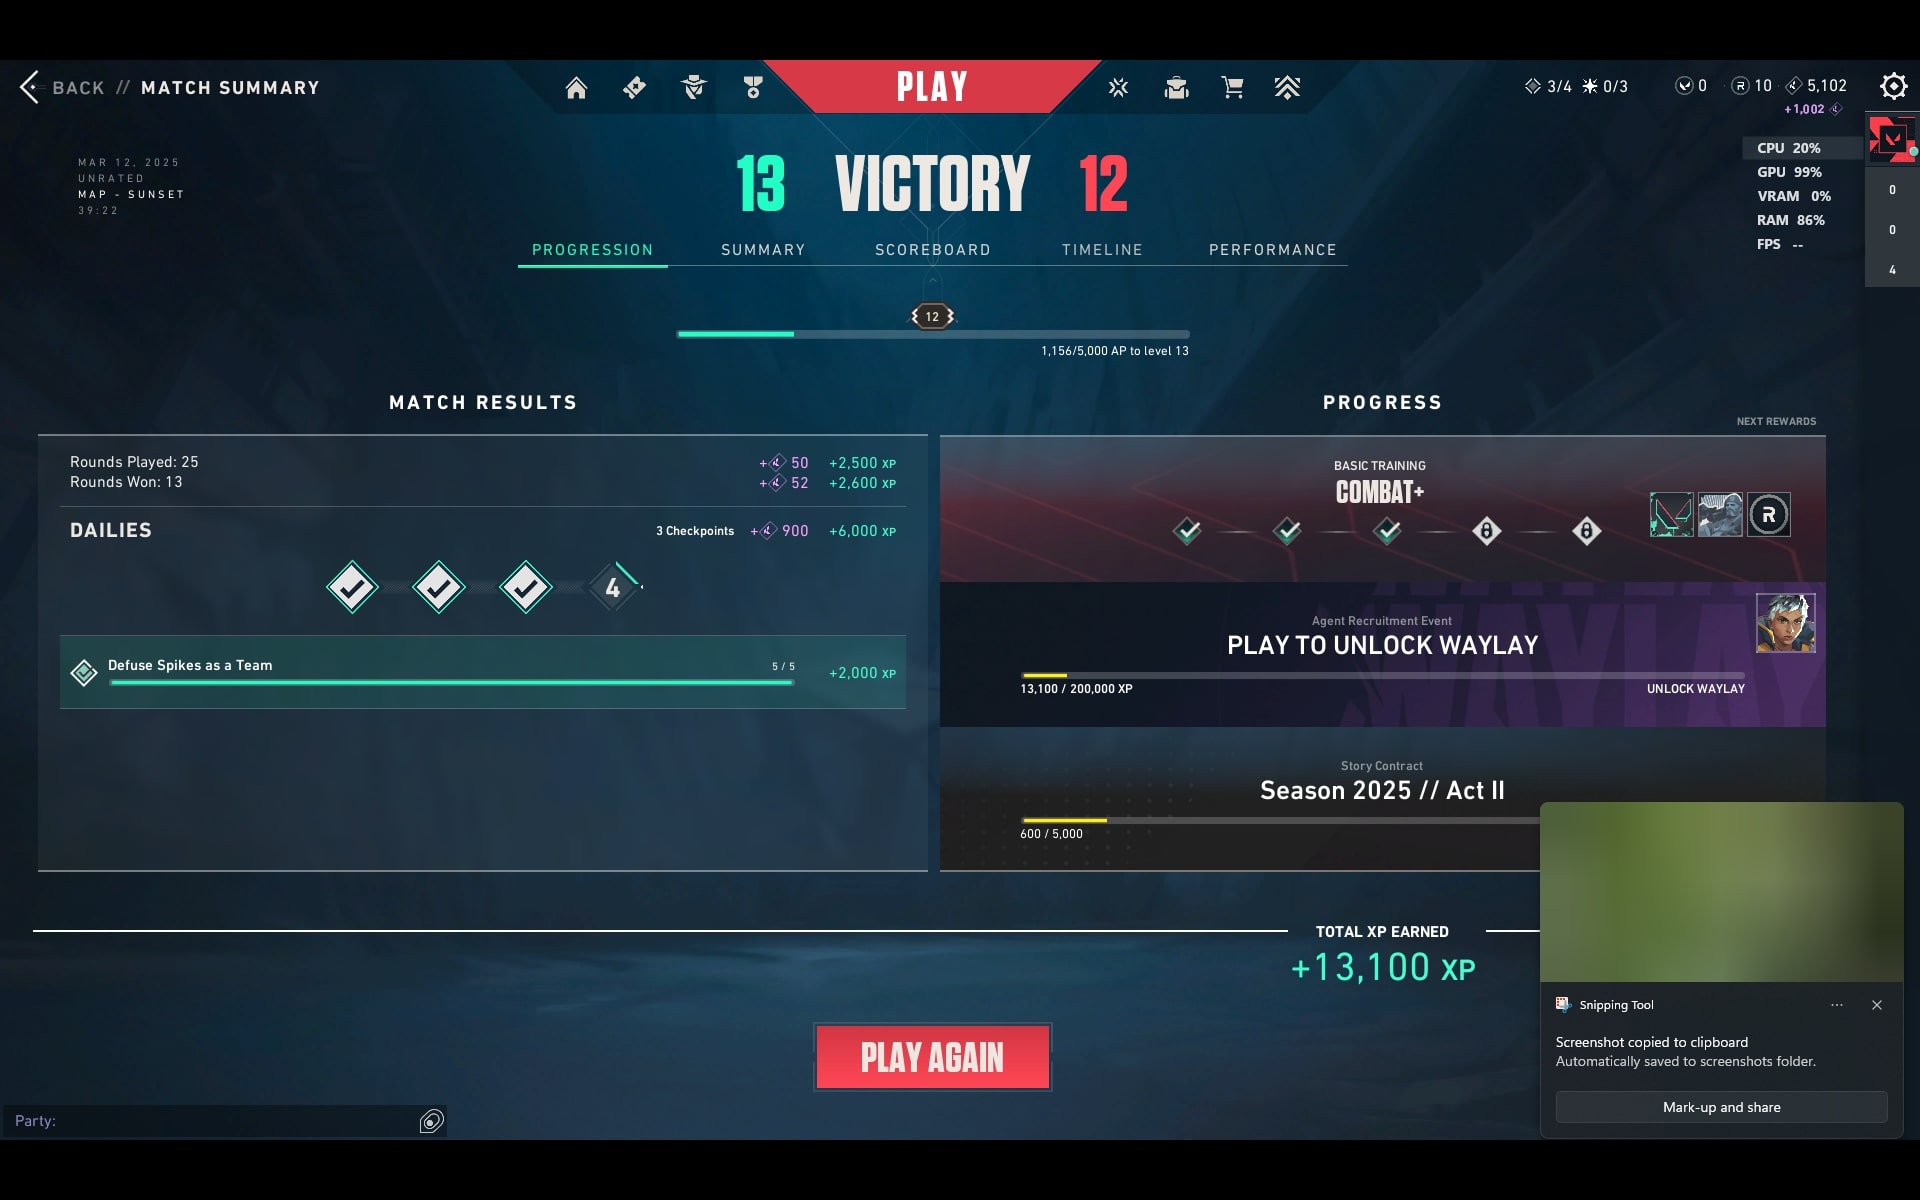 BACK // MATCH SUMMARY
PLAY
3/4 0/3 0 R 10 5,102
+1,002
MAR 12, 2025
UNRATED
MAP - SUNSET
39:22
13 VICTORY 12
CPU 20%
GPU 99%
VRAM 0%
RAM 86%
FPS --
0
0
4
PROGRESSION SUMMARY SCOREBOARD TIMELINE PERFORMANCE
12
1,156/5,000 AP to level 13
MATCH RESULTS
Rounds Played: 25 + 50 +2,500 XP
Rounds Won: 13 + 52 +2,600 XP
DAILIES 3 Checkpoints + 900 +6,000 XP
4
Defuse Spikes as a Team 5 / 5 +2,000 XP
PROGRESS
NEXT REWARDS
BASIC TRAINING
COMBAT+
R
Agent Recruitment Event
PLAY TO UNLOCK WAYLAY
13,100 / 200,000 XP UNLOCK WAYLAY
WAYLAY
Story Contract
Season 2025 // Act II
600 / 5,000
TOTAL XP EARNED
+13,100 XP
PLAY AGAIN
Party:
Snipping Tool
Screenshot copied to clipboard
Automatically saved to screenshots folder.
Mark-up and share